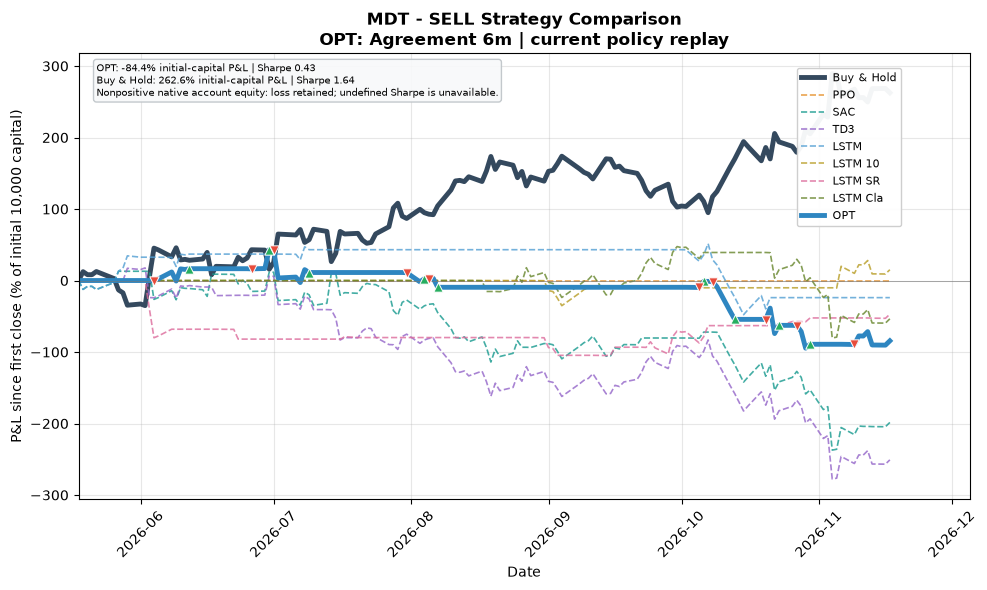 MDT - SELL Strategy Comparison
OPT: Agreement 6m | current policy replay
OPT: -84.4% initial-capital P&L | Sharpe 0.43
Buy & Hold: 262.6% initial-capital P&L | Sharpe 1.64
Nonpositive native account equity: loss retained; undefined Sharpe is unavailable.
Buy & Hold
PPO
SAC
TD3
LSTM
LSTM 10
LSTM SR
LSTM Cla
OPT
P&L since first close (% of initial 10,000 capital)
300
200
100
0
−100
−200
−300
2026-06
2026-07
2026-08
2026-09
2026-10
2026-11
2026-12
Date